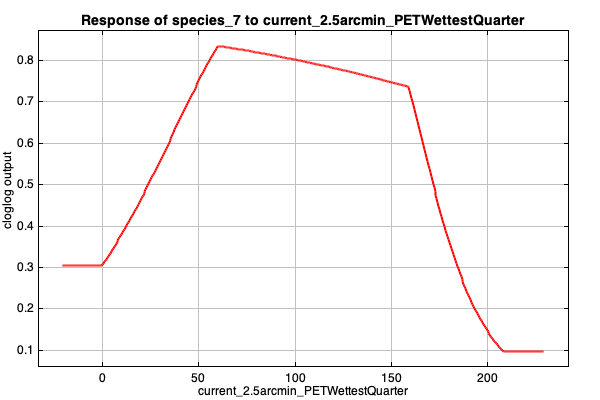 Response of species_7 to current_2.5arcmin_PETWettestQuarter
cloglog output
0.8
0.7
0.6
0.5
0.4
0.3
0.2
0.1
0 50 100 150 200
current_2.5arcmin_PETWettestQuarter